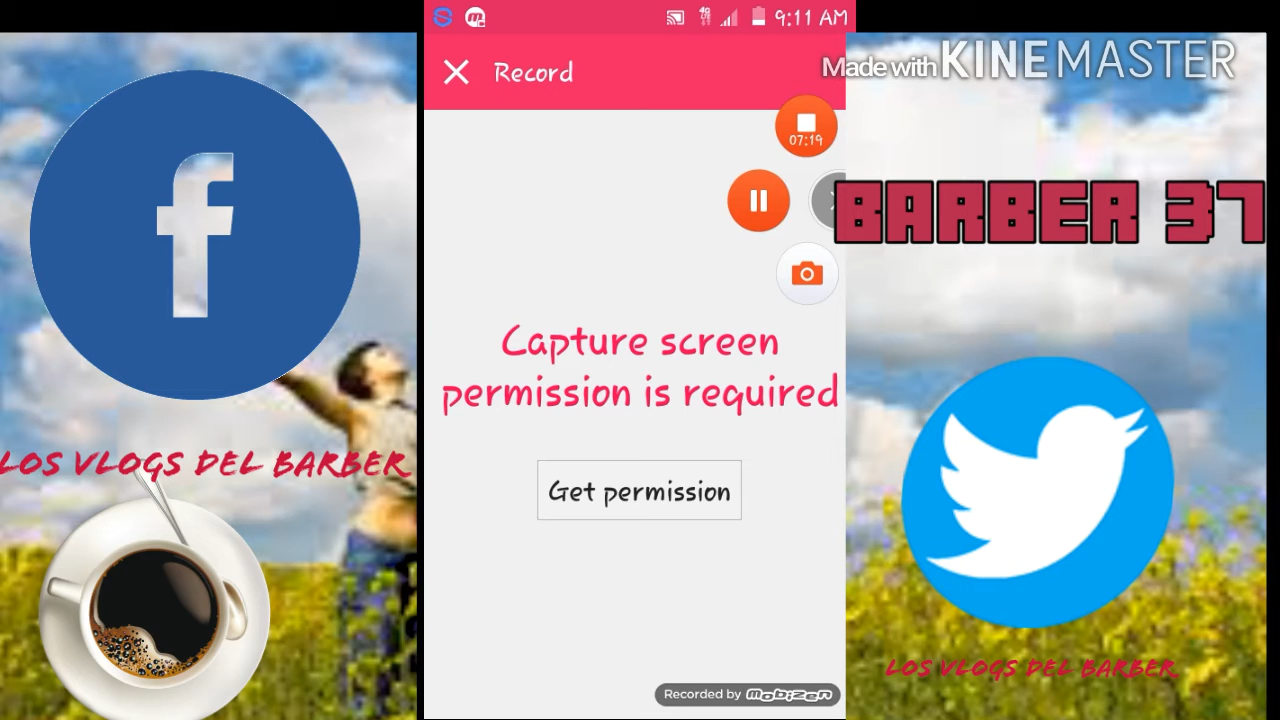 9:11 AM
Record
Made with KINEMASTER
07:19
BARBER 37
Capture screen
permission is required
LOS VLOGS DEL BARBER
Get permission
LOS VLOGS DEL BARBER
Recorded by mobizen